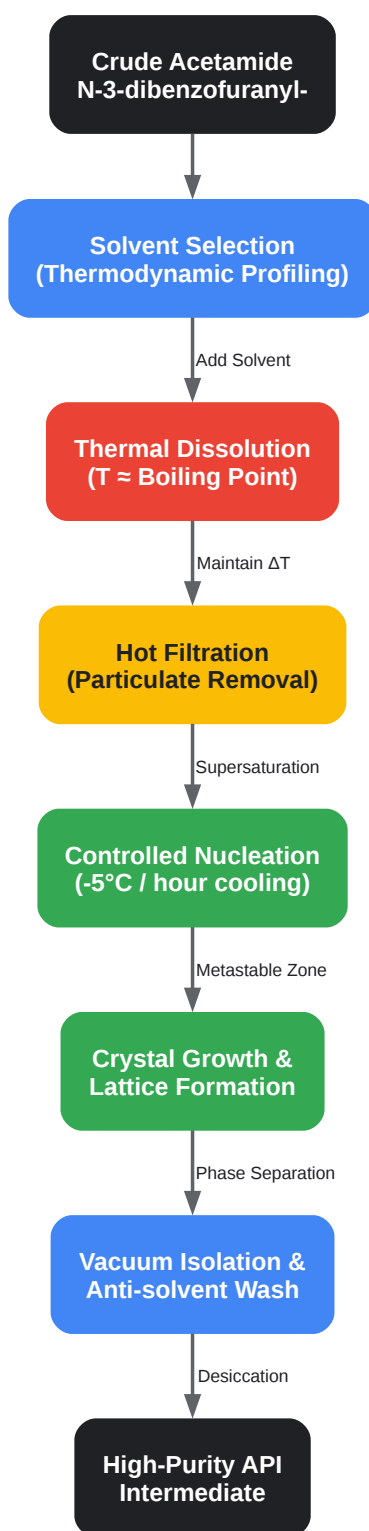 Crude Acetamide
N-3-dibenzofuranyl-
Solvent Selection
(Thermodynamic Profiling)
Add Solvent
Thermal Dissolution
(T ≈ Boiling Point)
Maintain ΔT
Hot Filtration
(Particulate Removal)
Supersaturation
Controlled Nucleation
(-5°C / hour cooling)
Metastable Zone
Crystal Growth &
Lattice Formation
Phase Separation
Vacuum Isolation &
Anti-solvent Wash
Desiccation
High-Purity API
Intermediate